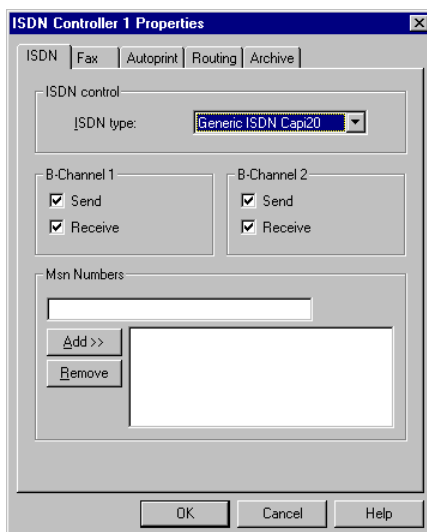 ISDN Controller 1 Properties
ISDN Fax Autoprint Routing Archive
ISDN control
ISDN type: Generic ISDN Capi20
B-Channel 1 B-Channel 2
Send Send
Receive Receive
Msn Numbers
Add >>
Remove
OK Cancel Help